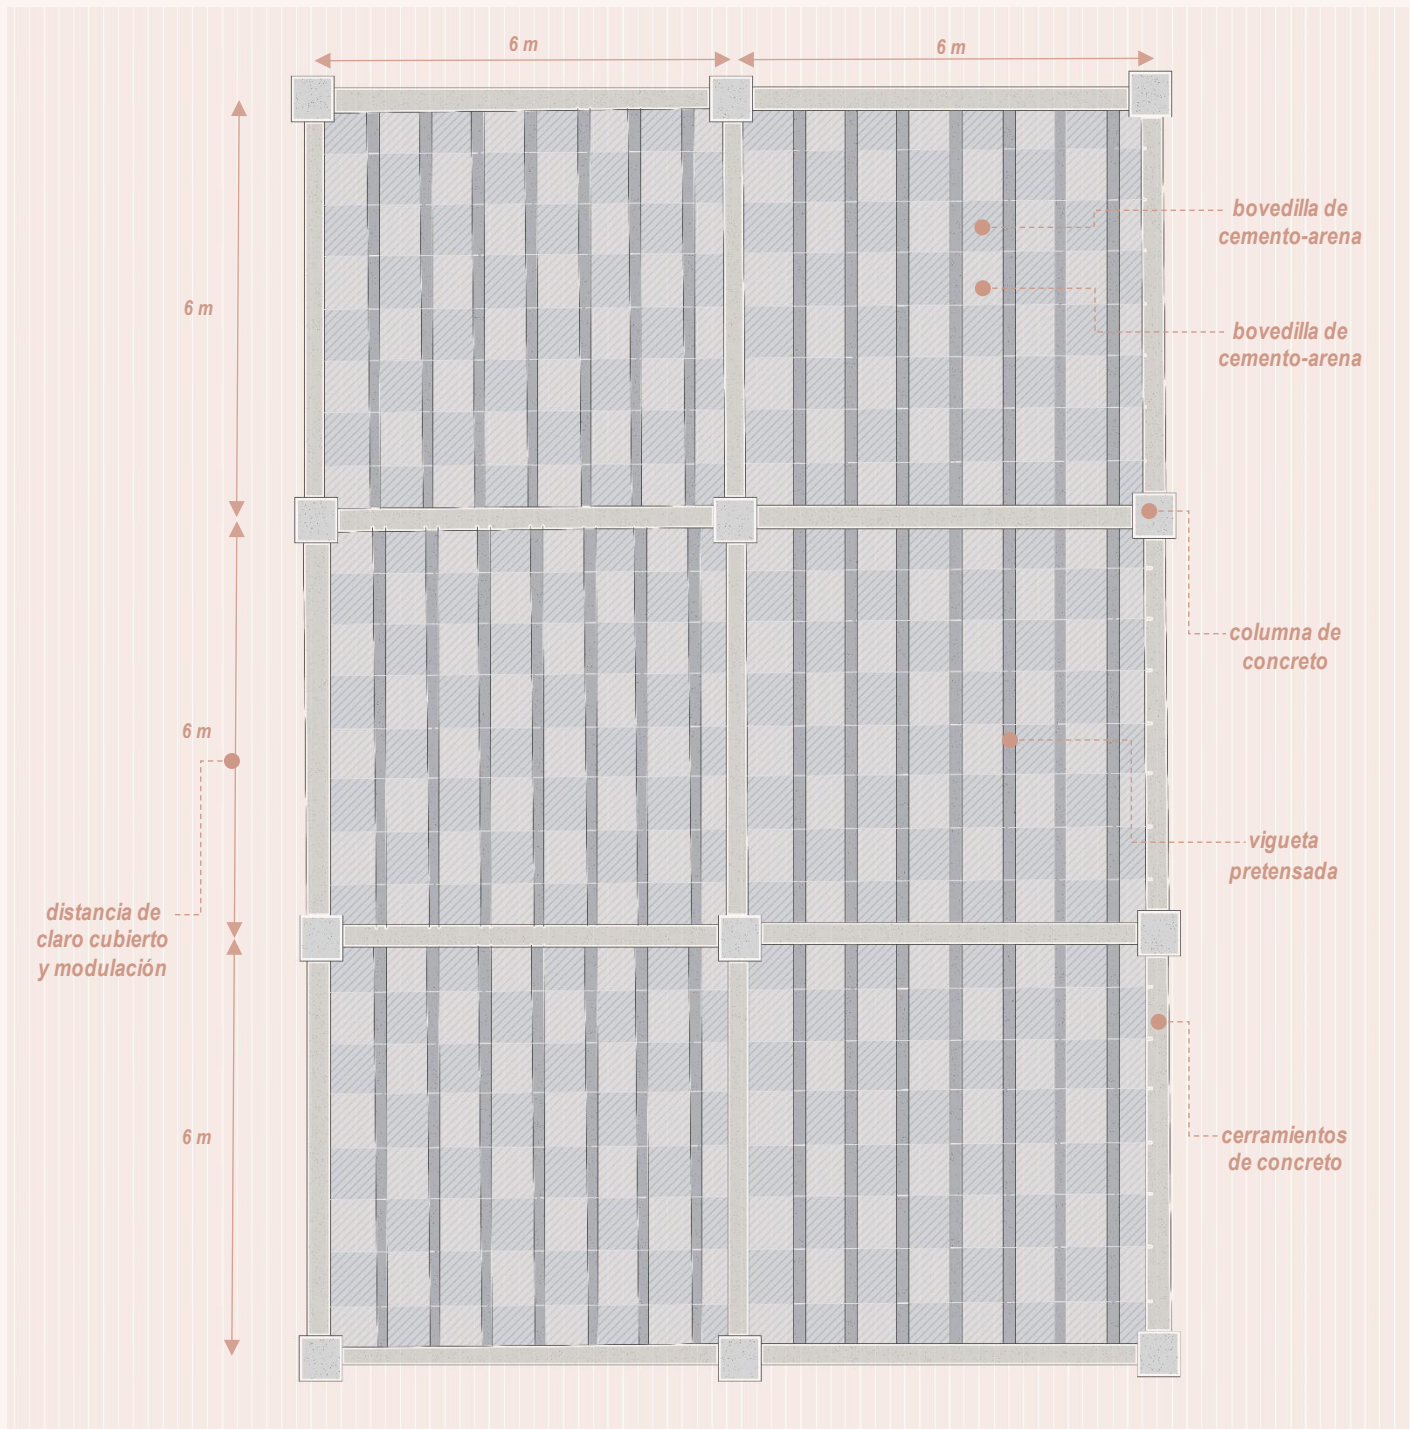 6 m
6 m
bovedilla de
cemento-arena
6 m
bovedilla de
cemento-arena
columna de
concreto
6 m
vigueta
pretensada
distancia de
claro cubierto
y modulación
6 m
cerramientos
de concreto